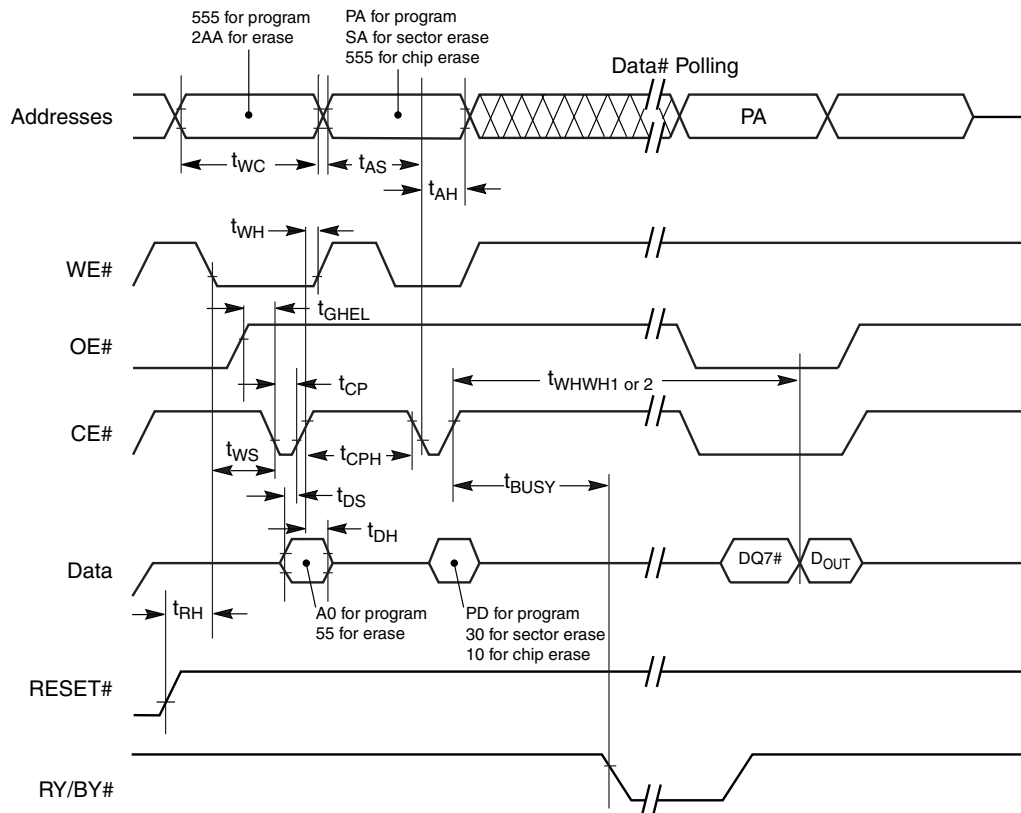 555 for program
2AA for erase
PA for program
SA for sector erase
555 for chip erase
Data# Polling
Addresses
PA
tWC
tAS
tAH
tWH
WE#
tGHEL
OE#
tCP
tWHWH1 or 2
CE#
tWS
tCPH
tBUSY
tDS
tDH
Data
DQ7#
DOUT
tRH
A0 for program
55 for erase
PD for program
30 for sector erase
10 for chip erase
RESET#
RY/BY#